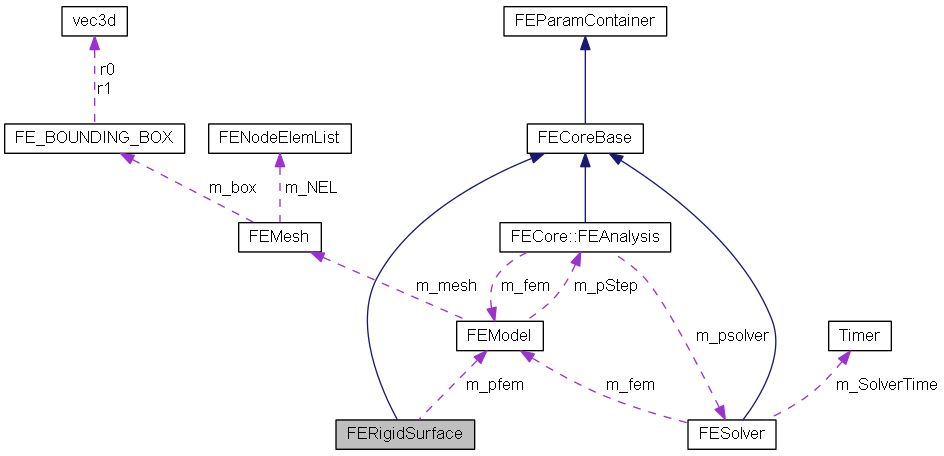 vec3d
FEParamContainer
r0
r1
FE_BOUNDING_BOX
FENodeElemList
FECoreBase
m_box
m_NEL
FEMesh
FECore::FEAnalysis
m_mesh
m_fem
m_pStep
FEModel
m_psolver
Timer
m_pfem
m_fem
m_SolverTime
FERigidSurface
FESolver